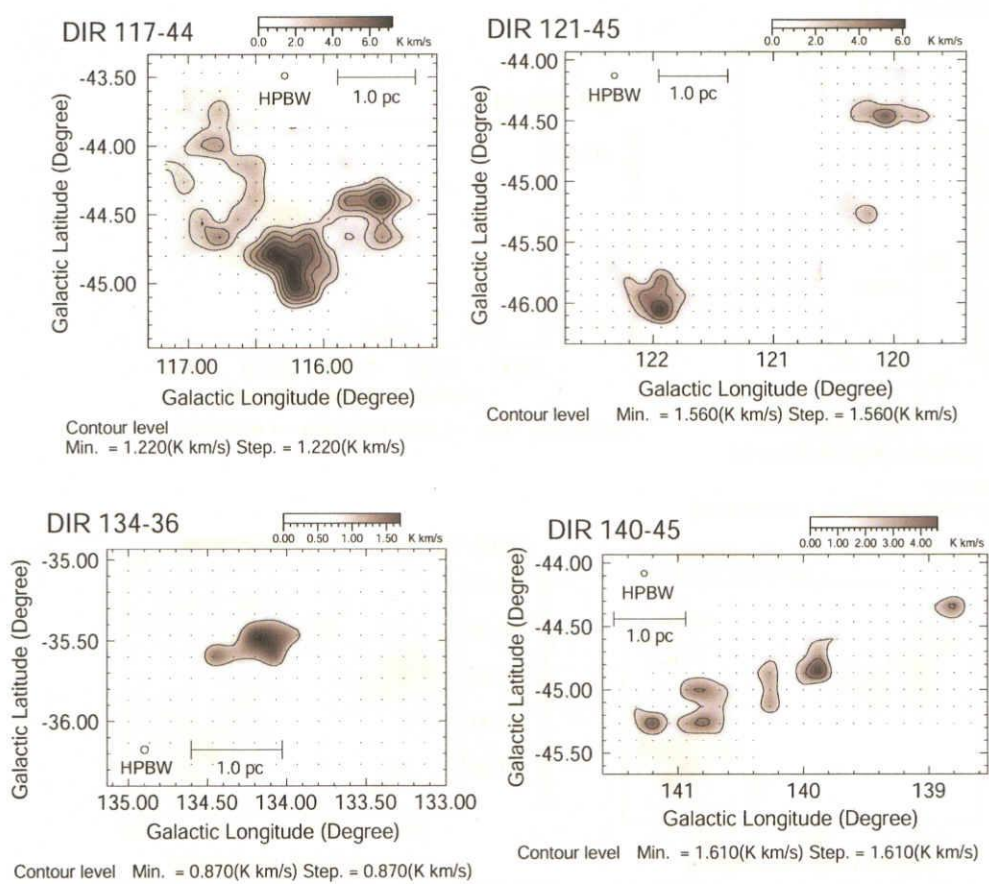 DIR 117-44
0.0 2.0 4.0 6.0 K km/s
HPBW
1.0 pc
-43.50
-44.00
-44.50
-45.00
Galactic Latitude (Degree)
117.00 116.00
Galactic Longitude (Degree)
Contour level
Min. = 1.220(K km/s) Step. = 1.220(K km/s)
DIR 121-45
0.0 2.0 4.0 6.0 K km/s
HPBW
1.0 pc
-44.00
-44.50
-45.00
-45.50
-46.00
Galactic Latitude (Degree)
122 121 120
Galactic Longitude (Degree)
Contour level Min. = 1.560(K km/s) Step. = 1.560(K km/s)
DIR 134-36
0.00 0.50 1.00 1.50 K km/s
-35.00
-35.50
-36.00
Galactic Latitude (Degree)
HPBW
1.0 pc
135.00 134.50 134.00 133.50 133.00
Galactic Longitude (Degree)
Contour level Min. = 0.870(K km/s) Step. = 0.870(K km/s)
DIR 140-45
0.00 1.00 2.00 3.00 4.00 K km/s
HPBW
1.0 pc
-44.00
-44.50
-45.00
-45.50
Galactic Latitude (Degree)
141 140 139
Galactic Longitude (Degree)
Contour level Min. = 1.610(K km/s) Step. = 1.610(K km/s)